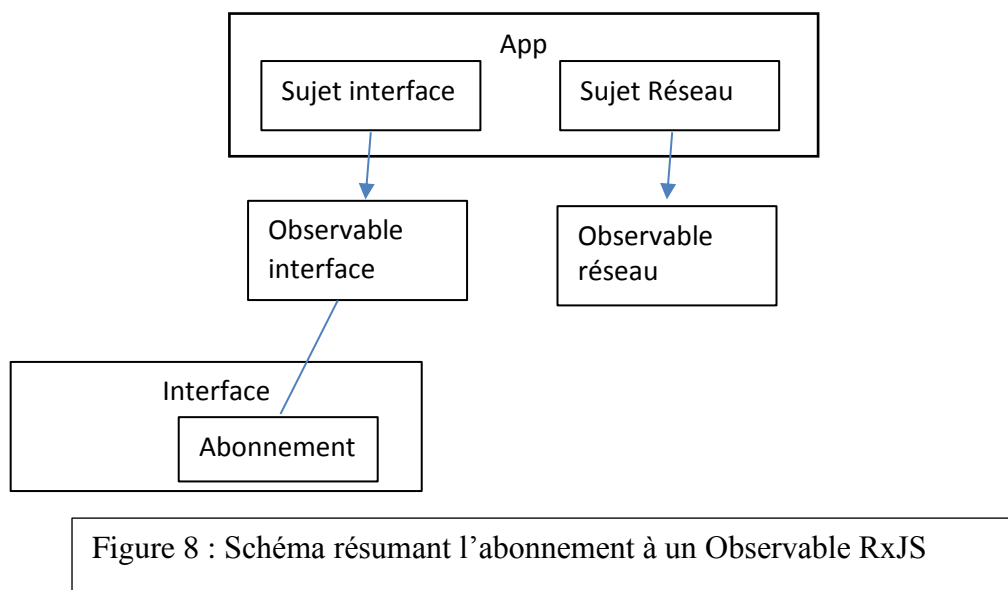 App
Sujet interface
Sujet Réseau
Observable
interface
Observable
réseau
Interface
Abonnement
Figure 8 : Schéma résumant l’abonnement à un Observable RxJS